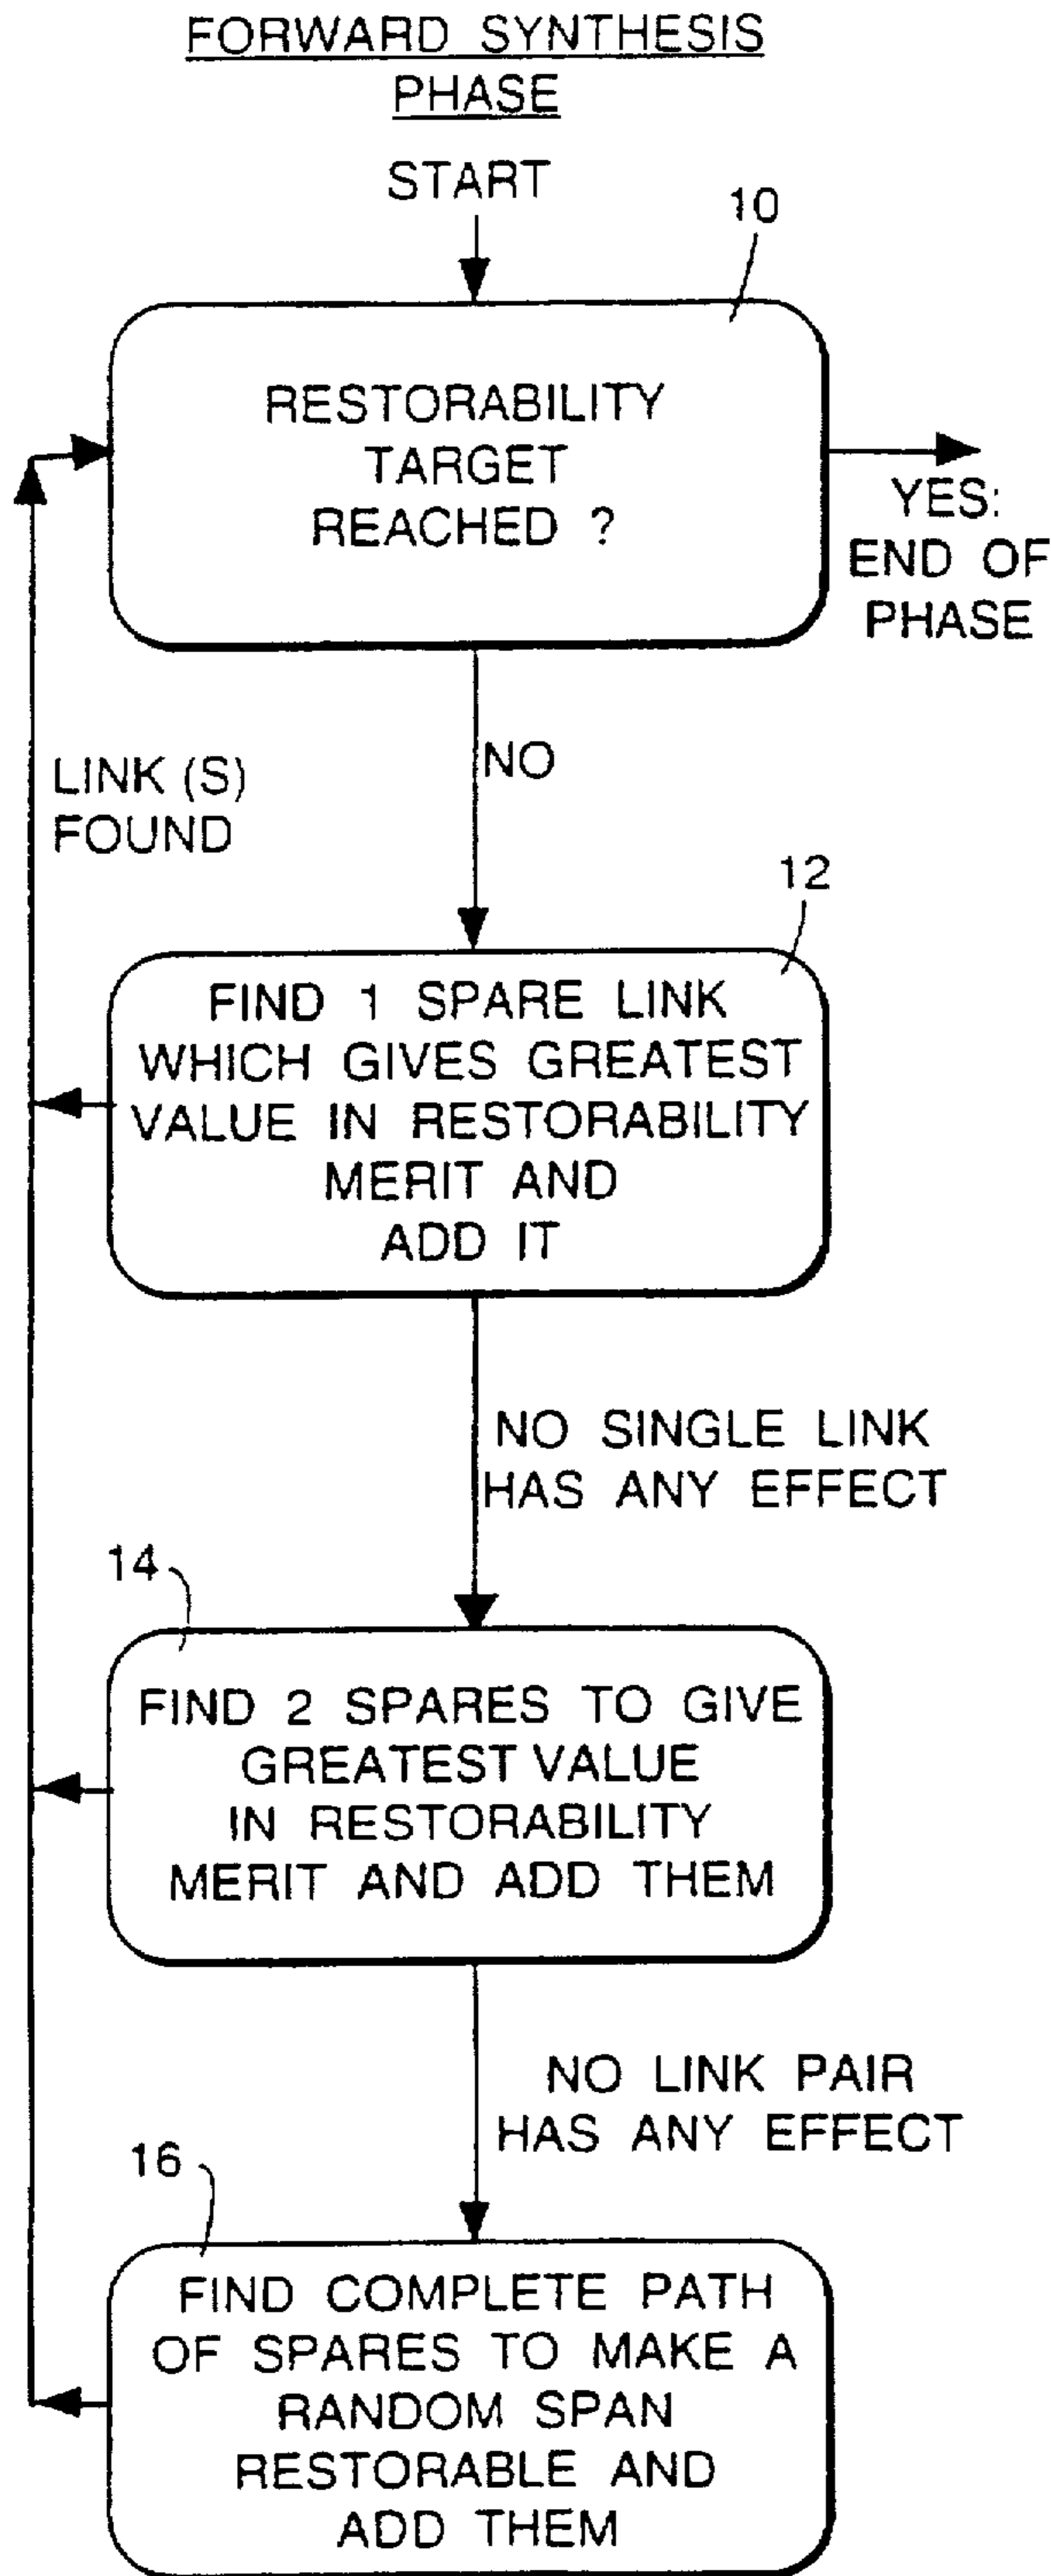 FORWARD SYNTHESIS
PHASE
START
10
RESTORABILITY
TARGET
REACHED ?
YES:
END OF
PHASE
NO
LINK (S)
FOUND
12
FIND 1 SPARE LINK
WHICH GIVES GREATEST
VALUE IN RESTORABILITY
MERIT AND
ADD IT
NO SINGLE LINK
HAS ANY EFFECT
14
FIND 2 SPARES TO GIVE
GREATEST VALUE
IN RESTORABILITY
MERIT AND ADD THEM
NO LINK PAIR
HAS ANY EFFECT
16
FIND COMPLETE PATH
OF SPARES TO MAKE A
RANDOM SPAN
RESTORABLE AND
ADD THEM